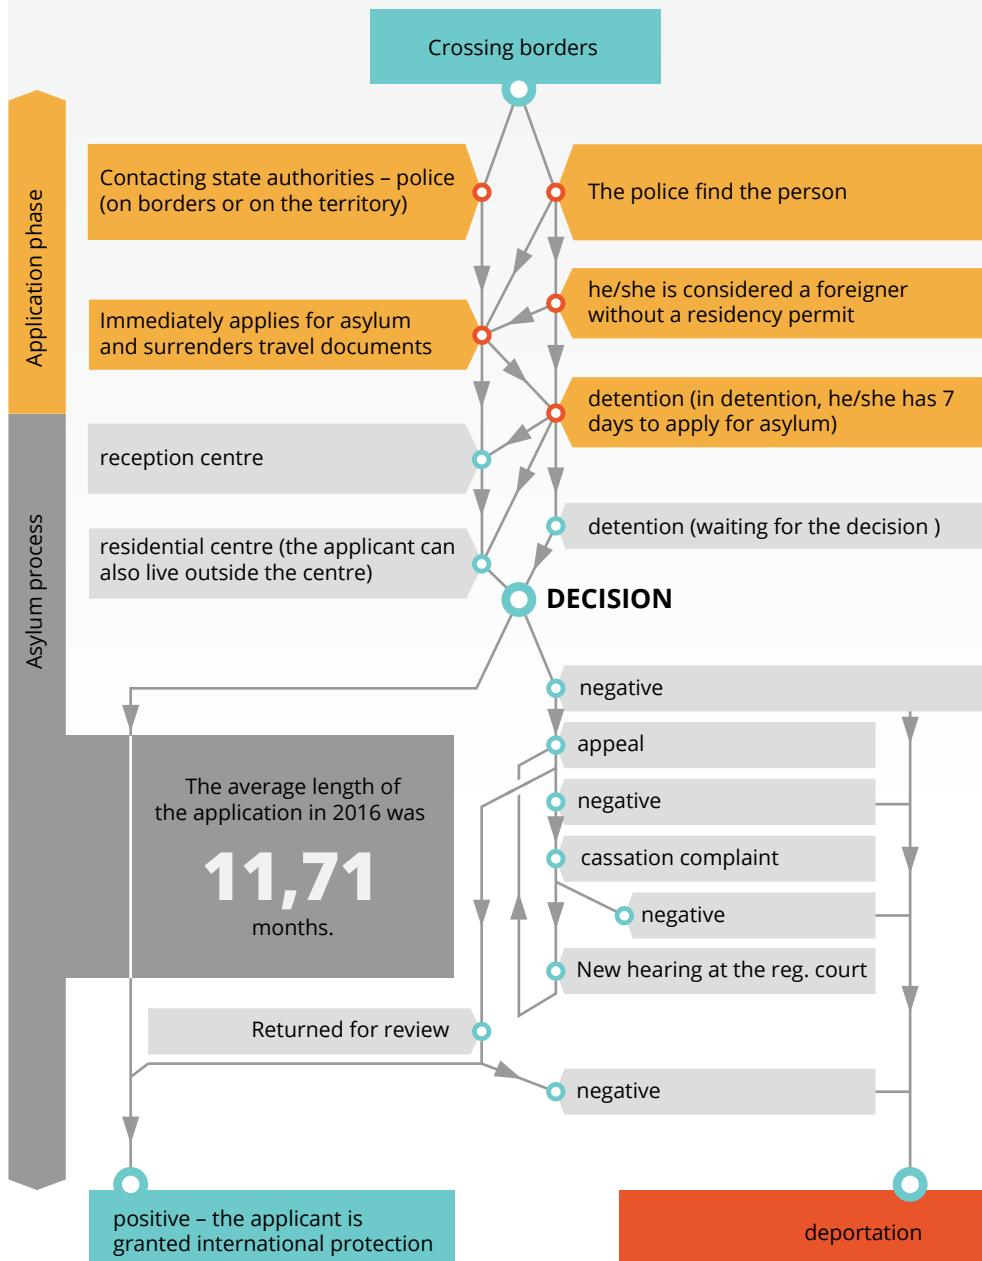 Crossing borders
Application phase
Contacting state authorities – police
(on borders or on the territory)
The police find the person
he/she is considered a foreigner
without a residency permit
Immediately applies for asylum
and surrenders travel documents
detention (in detention, he/she has 7
days to apply for asylum)
Asylum process
reception centre
detention (waiting for the decision )
residential centre (the applicant can
also live outside the centre)
DECISION
negative
appeal
The average length of
the application in 2016 was
11,71
months.
negative
cassation complaint
negative
New hearing at the reg. court
Returned for review
negative
positive – the applicant is
granted international protection
deportation